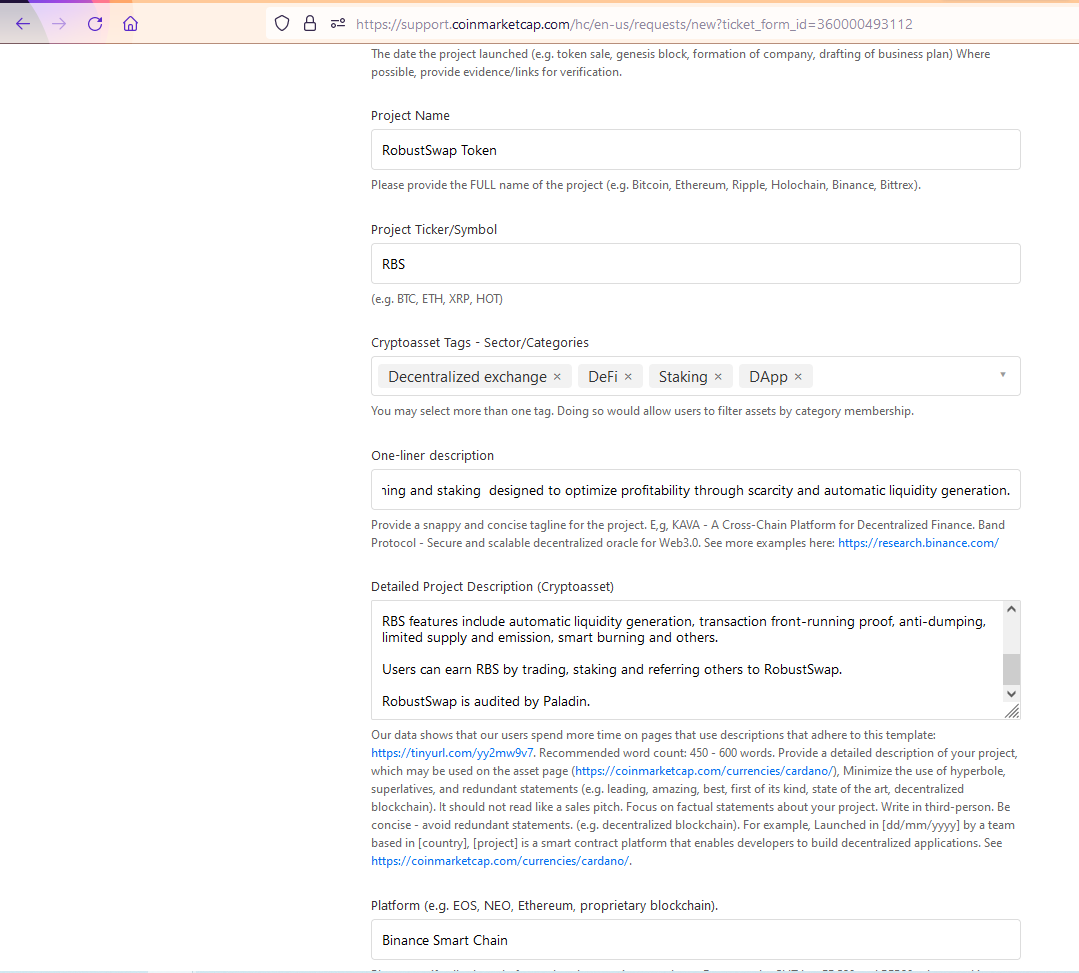 https://support.coinmarketcap.com/hc/en-us/requests/new?ticket_form_id=360000493112
The date the project launched (e.g. token sale, genesis block, formation of company, drafting of business plan) Where
possible, provide evidence/links for verification.
Project Name
RobustSwap Token
Please provide the FULL name of the project (e.g. Bitcoin, Ethereum, Ripple, Holochain, Binance, Bittrex).
Project Ticker/Symbol
RBS
(e.g. BTC, ETH, XRP, HOT)
Cryptoasset Tags - Sector/Categories
Decentralized exchange × DeFi × Staking × DApp ×
You may select more than one tag. Doing so would allow users to filter assets by category membership.
One-liner description
ning and staking  designed to optimize profitability through scarcity and automatic liquidity generation.
Provide a snappy and concise tagline for the project. E,g, KAVA - A Cross-Chain Platform for Decentralized Finance. Band
Protocol - Secure and scalable decentralized oracle for Web3.0. See more examples here: https://research.binance.com/
Detailed Project Description (Cryptoasset)
RBS features include automatic liquidity generation, transaction front-running proof, anti-dumping,
limited supply and emission, smart burning and others.
Users can earn RBS by trading, staking and referring others to RobustSwap.
RobustSwap is audited by Paladin.
Our data shows that our users spend more time on pages that use descriptions that adhere to this template:
https://tinyurl.com/yy2mw9v7. Recommended word count: 450 - 600 words. Provide a detailed description of your project,
which may be used on the asset page (https://coinmarketcap.com/currencies/cardano/), Minimize the use of hyperbole,
superlatives, and redundant statements (e.g. leading, amazing, best, first of its kind, state of the art, decentralized
blockchain). It should not read like a sales pitch. Focus on factual statements about your project. Write in third-person. Be
concise - avoid redundant statements. (e.g. decentralized blockchain). For example, Launched in [dd/mm/yyyy] by a team
based in [country], [project] is a smart contract platform that enables developers to build decentralized applications. See
https://coinmarketcap.com/currencies/cardano/.
Platform (e.g. EOS, NEO, Ethereum, proprietary blockchain).
Binance Smart Chain